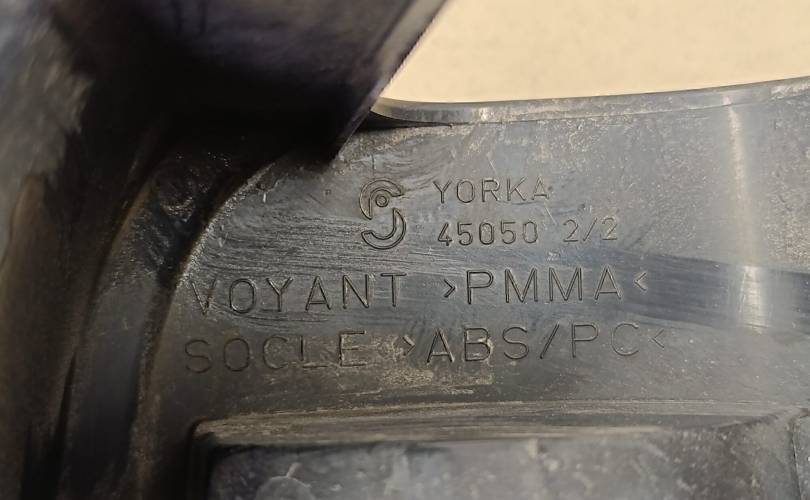 YORKA
45050 2/2
VOYANT >PMMA<
SOCLE >ABS/PC<